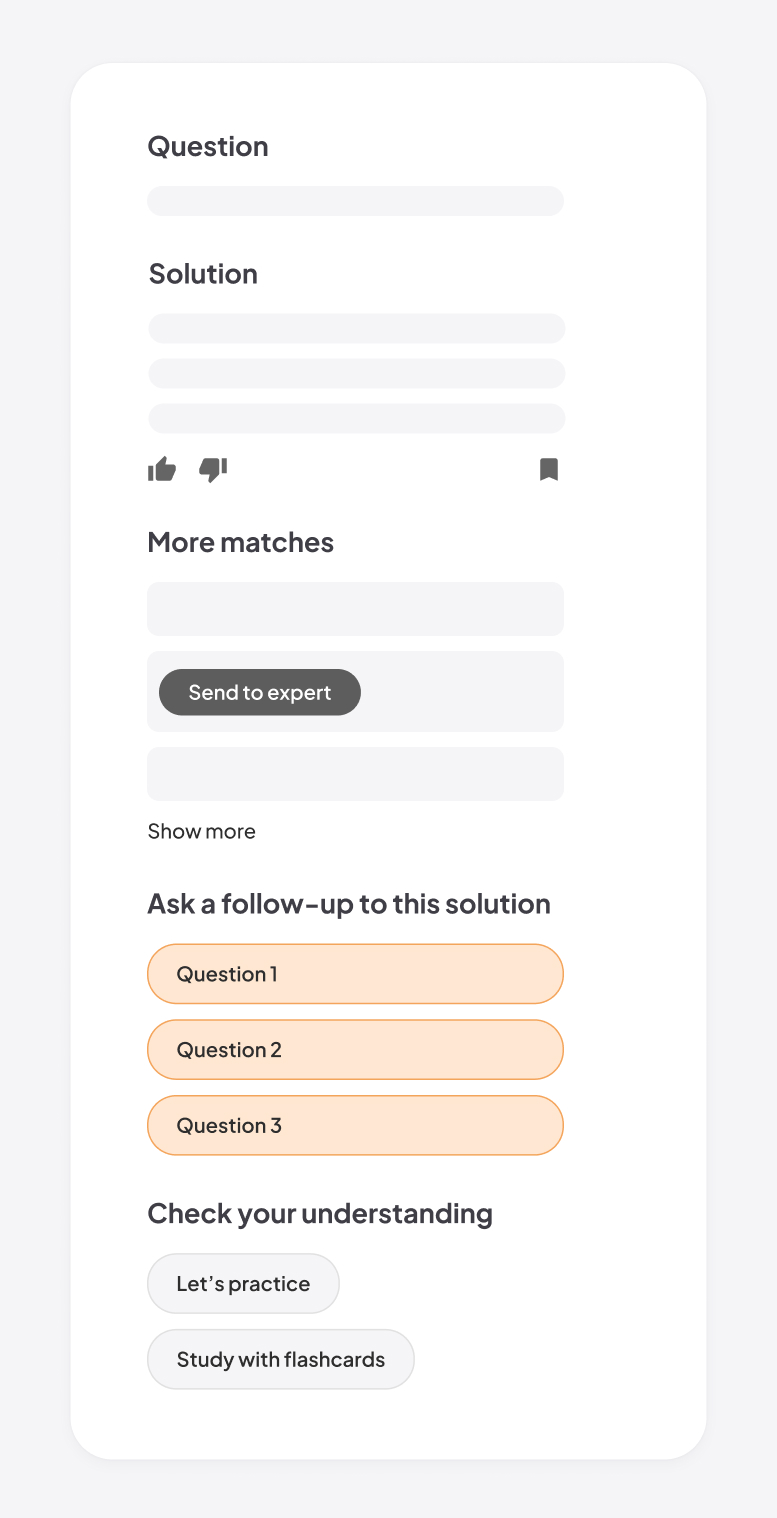 Question
Solution
More matches
Send to expert
Show more
Ask a follow-up to this solution
Question 1
Question 2
Question 3
Check your understanding
Let’s practice
Study with flashcards